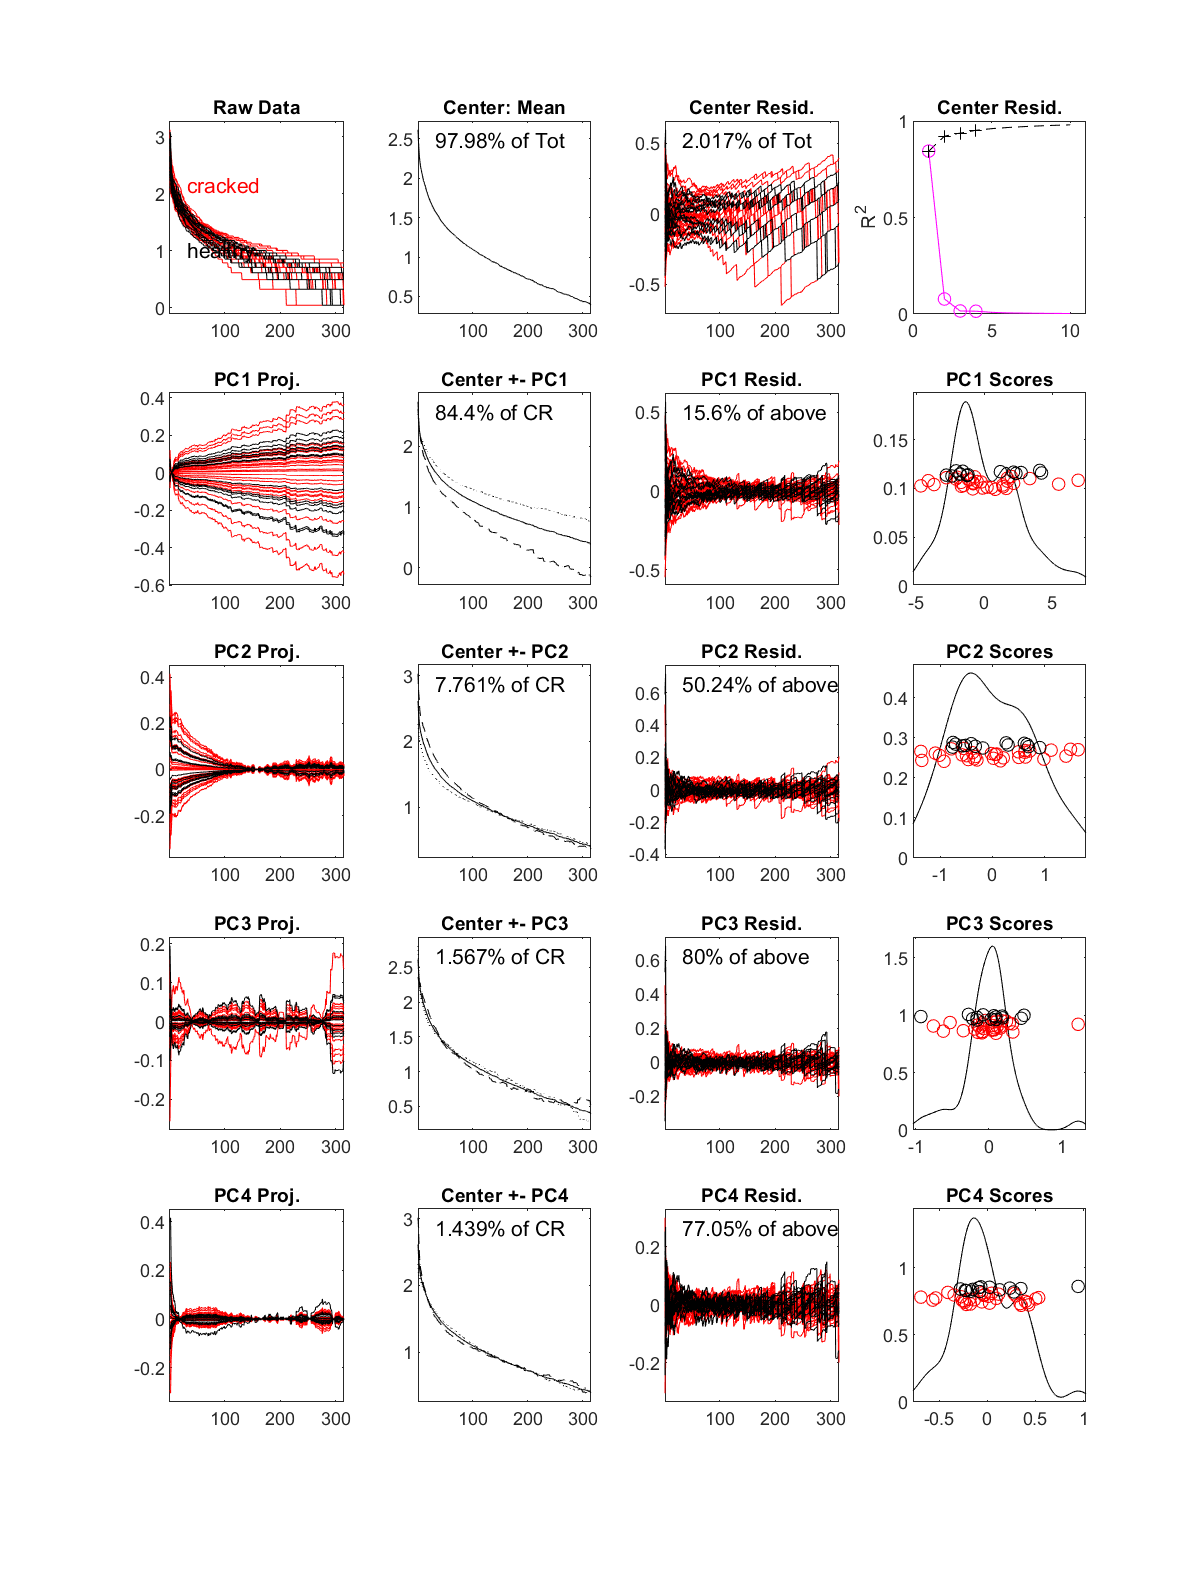 Raw Data
3
2
1
0
cracked
healthy
100 200 300
Center: Mean
97.98% of Tot
2.5
2
1.5
1
0.5
100 200 300
Center Resid.
2.017% of Tot
0.5
0
-0.5
100 200 300
Center Resid.
R2
1
0.5
0
0 5 10
PC1 Proj.
0.4
0.2
0
-0.2
-0.4
-0.6
100 200 300
Center +- PC1
84.4% of CR
2
1
0
100 200 300
PC1 Resid.
15.6% of above
0.5
0
-0.5
100 200 300
PC1 Scores
0.15
0.1
0.05
0
-5 0 5
PC2 Proj.
0.4
0.2
0
-0.2
100 200 300
Center +- PC2
7.761% of CR
3
2
1
100 200 300
PC2 Resid.
50.24% of above
0.6
0.4
0.2
0
-0.2
-0.4
100 200 300
PC2 Scores
0.4
0.3
0.2
0.1
0
-1 0 1
PC3 Proj.
0.2
0.1
0
-0.1
-0.2
100 200 300
Center +- PC3
1.567% of CR
2.5
2
1.5
1
0.5
100 200 300
PC3 Resid.
80% of above
0.6
0.4
0.2
0
-0.2
100 200 300
PC3 Scores
1.5
1
0.5
0
-1 0 1
PC4 Proj.
0.4
0.2
0
-0.2
100 200 300
Center +- PC4
1.439% of CR
3
2
1
100 200 300
PC4 Resid.
77.05% of above
0.2
0
-0.2
100 200 300
PC4 Scores
1
0.5
0
-0.5 0 0.5 1